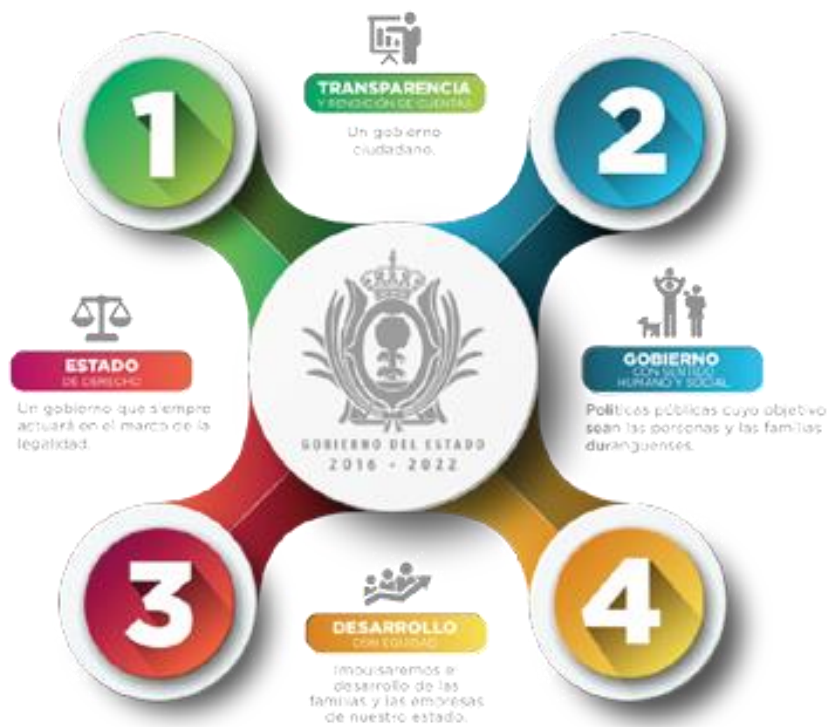 1
TRANSPARENCIA
Y RENDICIÓN DE CUENTAS
Un gobierno
ciudadano.
2
ESTADO
DE DERECHO
Un gobierno que siempre
actuará en el marco de la
legalidad.
GOBIERNO DEL ESTADO
2016 - 2022
GOBIERNO
CON SENTIDO
HUMANO Y SOCIAL
Políticas públicas cuyo objetivo
sean las personas y las familias
duranguenses.
3
DESARROLLO
CON EQUIDAD
Impulsaremos el
desarrollo de las
familias y las empresas
de nuestro estado.
4